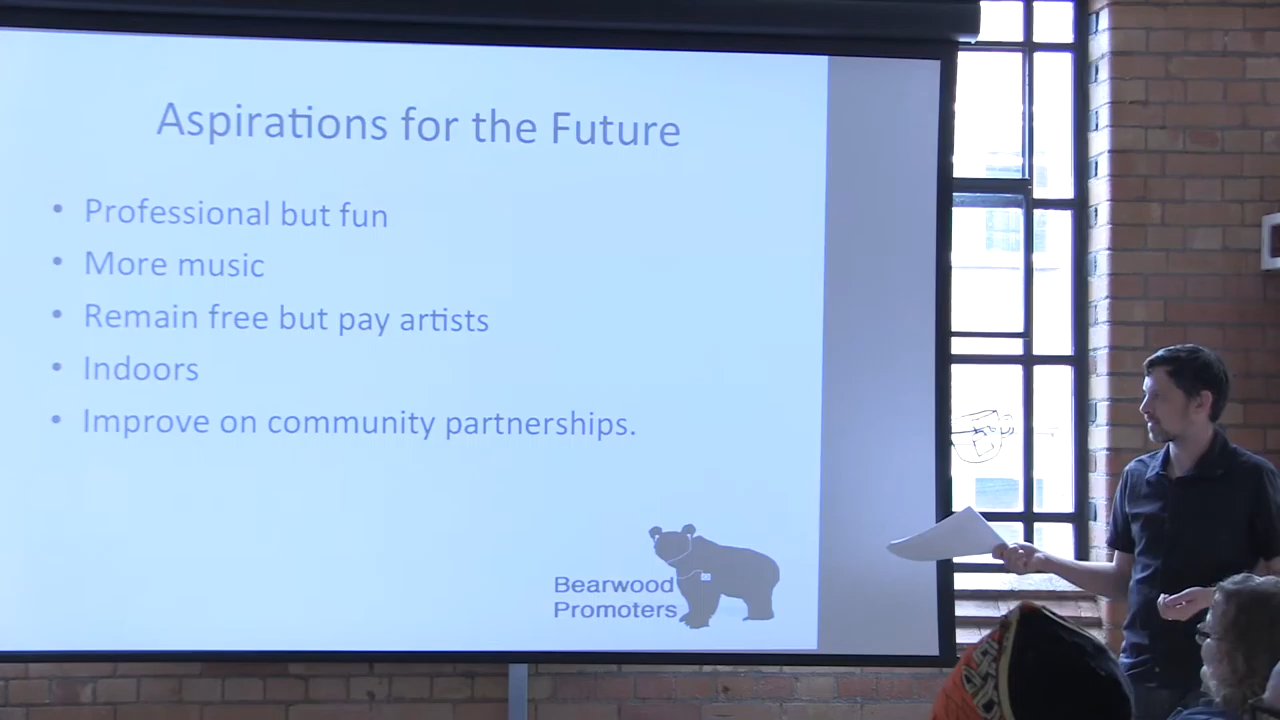 Aspirations for the Future
• Professional but fun
• More music
• Remain free but pay artists
• Indoors
• Improve on community partnerships.
Bearwood
Promoters